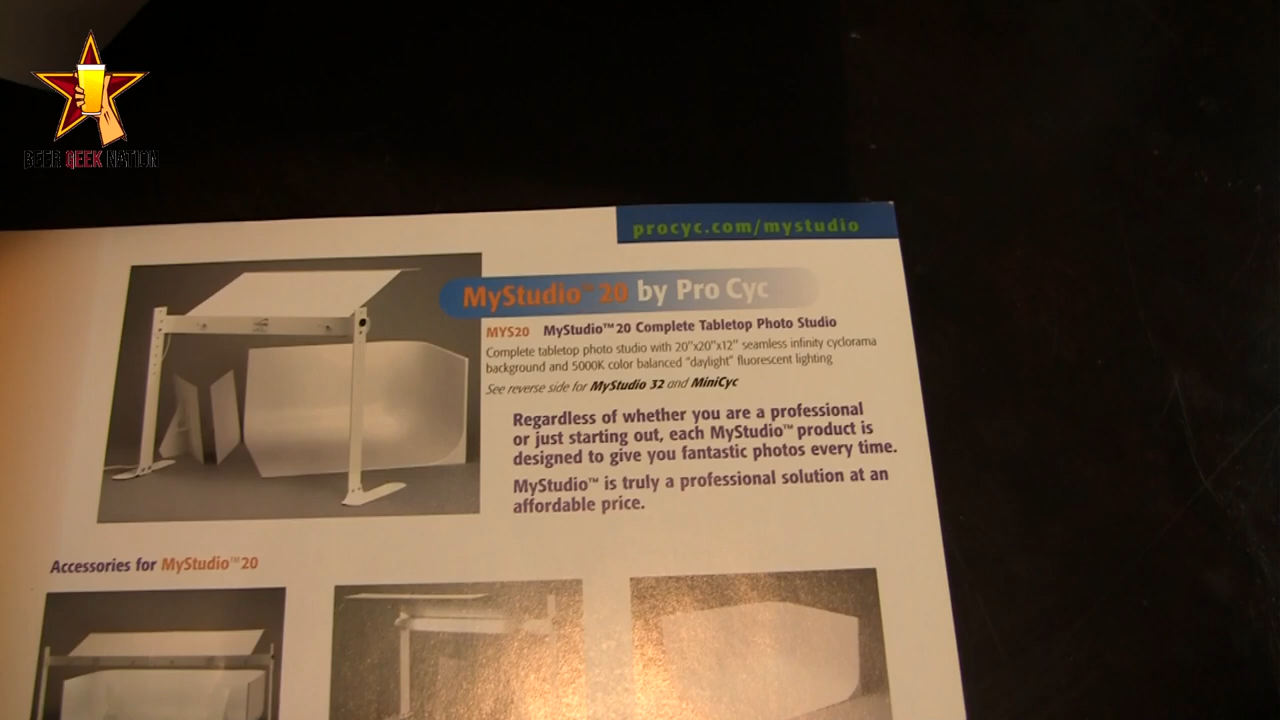 BEER GEEK NATION
procyc.com/mystudio
MyStudio™ 20 by Pro Cyc
MYS20 MyStudio™20 Complete Tabletop Photo Studio
Complete tabletop photo studio with 20"x20"x12" seamless infinity cyclorama
background and 5000K color balanced "daylight" fluorescent lighting
See reverse side for MyStudio 32 and MiniCyc
Regardless of whether you are a professional
or just starting out, each MyStudio™ product is
designed to give you fantastic photos every time.
MyStudio™ is truly a professional solution at an
affordable price.
Accessories for MyStudio™20